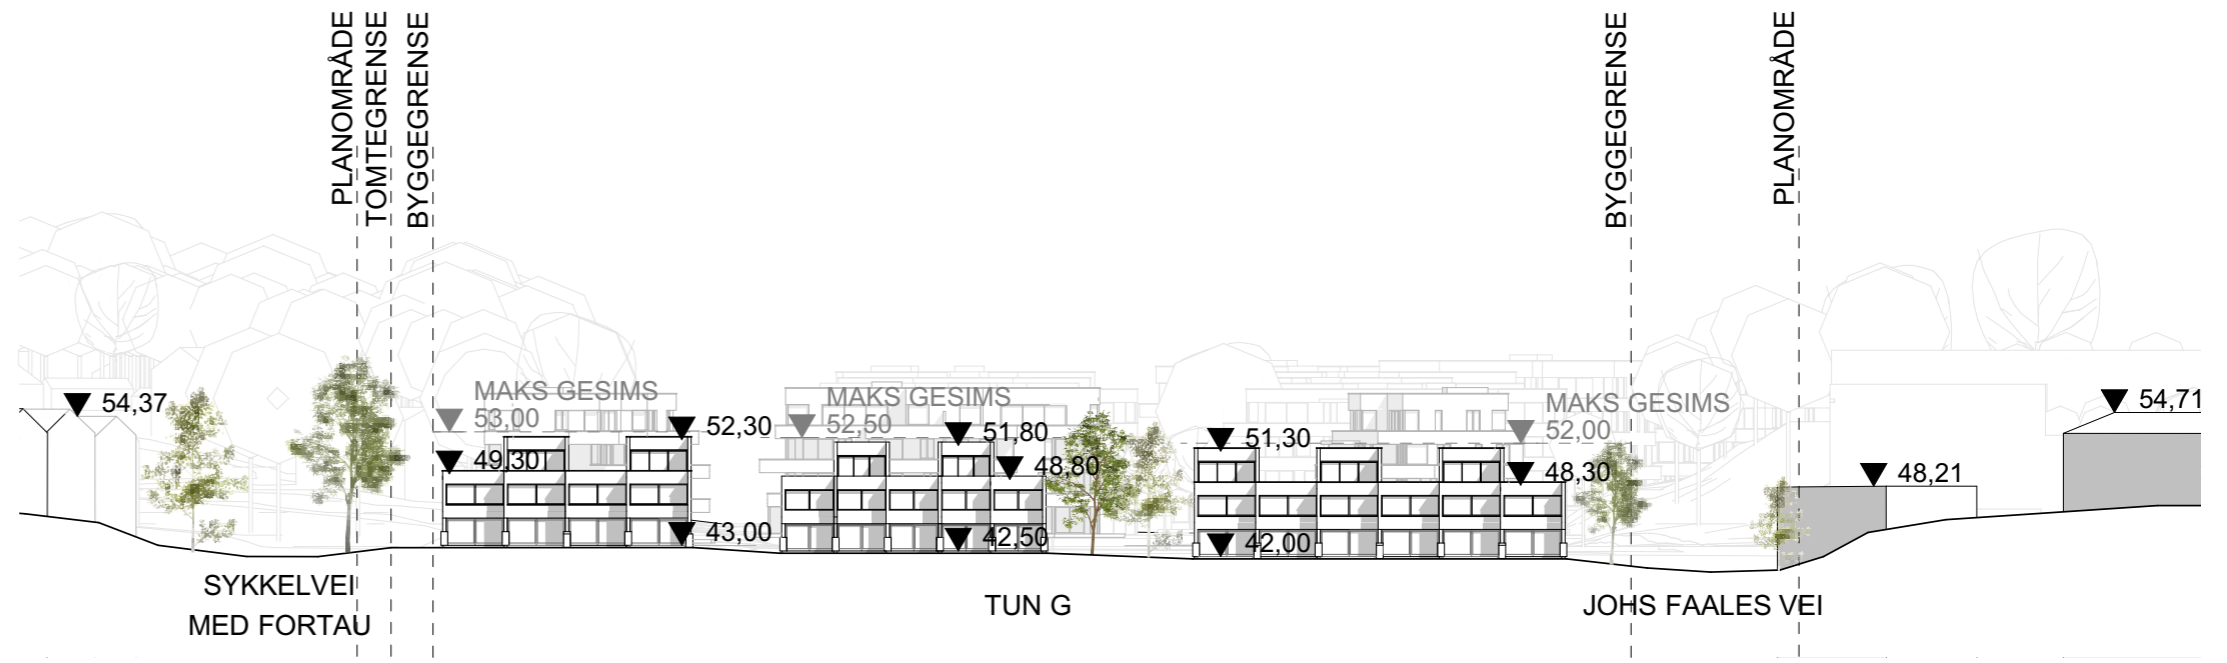 PLANOMRÅDE
TOMTEGRENSE
BYGGEGRENSE
BYGGEGRENSE
PLANOMRÅDE
54,37
MAKS GESIMS
53,00
52,30
49,30
43,00
MAKS GESIMS
52,50
51,80
48,80
42,50
51,30
42,00
MAKS GESIMS
52,00
48,30
48,21
54,71
SYKKELVEI
MED FORTAU
TUN G
JOHS FAALES VEI